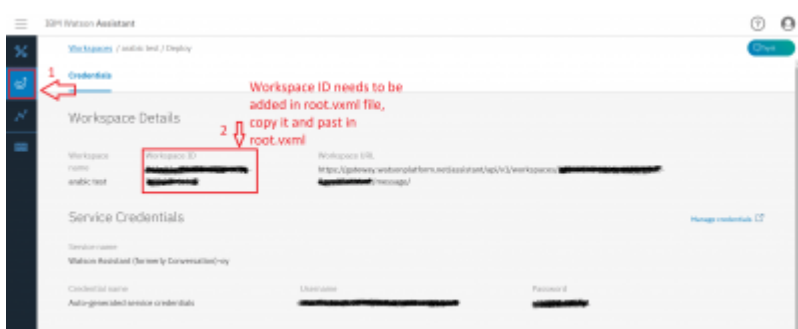 IBM Watson Assistant
Workspaces / arabic test / Deploy
Credentials
1
Workspace ID needs to be
added in root.vxml file,
copy it and past in
root.vxml
2
Workspace Details
Workspace
name
arabic test
Workspace ID
Workspace URL
https://gateway.watsonplatform.net/assistant/api/v1/workspaces/
/message/
Service Credentials
Manage credentials
Service name
Watson Assistant (formerly Conversation)-oy
Credential name
Auto-generated service credentials
Username
Password